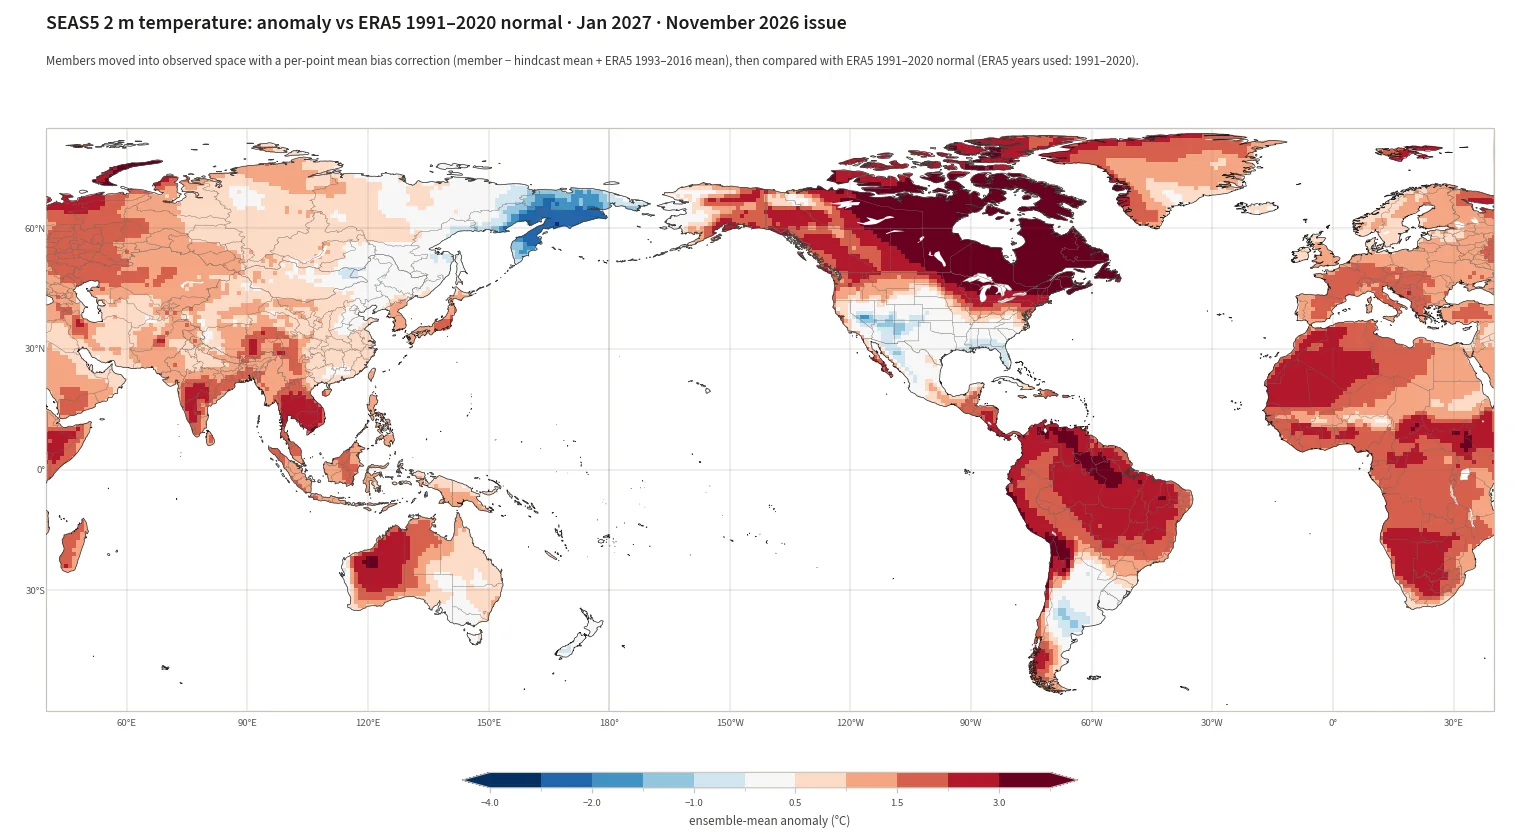 SEAS5 2 m temperature: anomaly vs ERA5 1991–2020 normal · Jan 2027 · November 2026 issue
Members moved into observed space with a per-point mean bias correction (member − hindcast mean + ERA5 1993–2016 mean), then compared with ERA5 1991–2020 normal (ERA5 years used: 1991–2020).
60°N
30°N
0°
30°S
60°E 90°E 120°E 150°E 180° 150°W 120°W 90°W 60°W 30°W 0° 30°E
−4.0 −2.0 −1.0 0.5 1.5 3.0
ensemble-mean anomaly (°C)